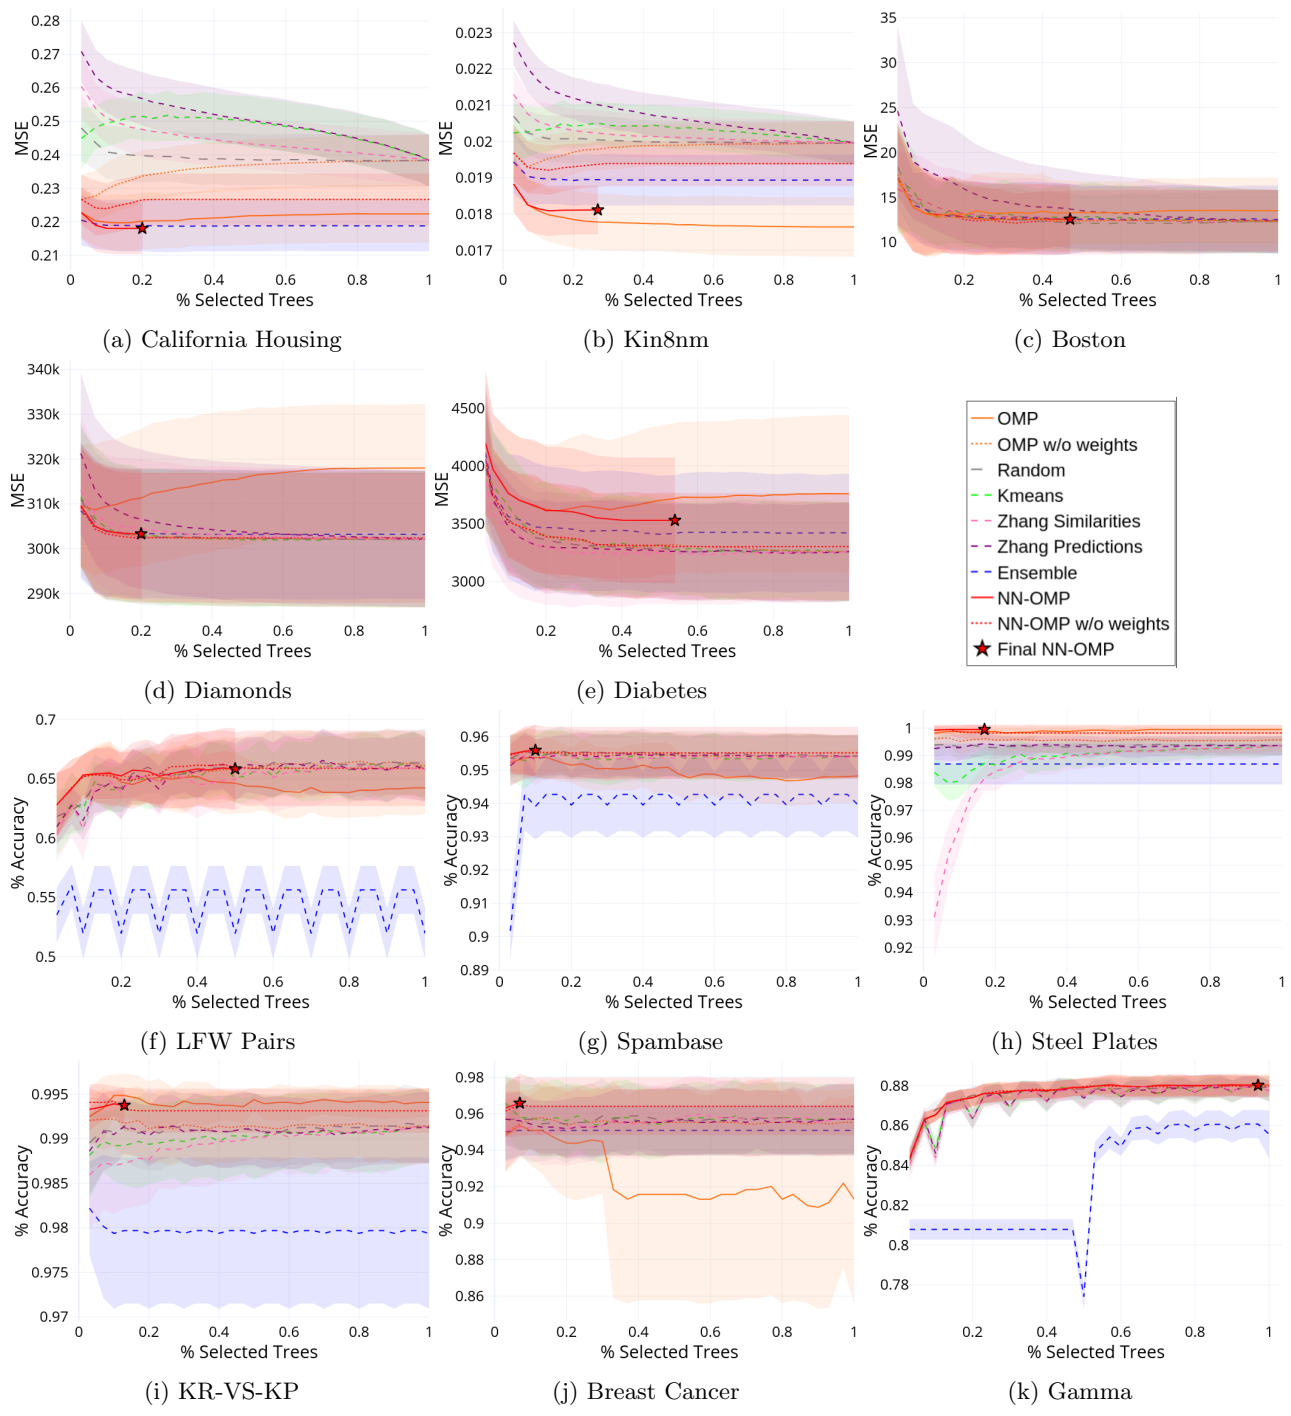 0.28
0.27
0.26
0.25
0.24
0.23
0.22
0.21
MSE
0
0.2
0.4
0.6
0.8
1
% Selected Trees
(a) California Housing
0.023
0.022
0.021
0.02
0.019
0.018
0.017
MSE
0
0.2
0.4
0.6
0.8
1
% Selected Trees
(b) Kin8nm
35
30
25
20
15
10
MSE
0.2
0.4
0.6
0.8
1
% Selected Trees
(c) Boston
340k
330k
320k
310k
300k
290k
MSE
0
0.2
0.4
0.6
0.8
1
% Selected Trees
(d) Diamonds
4500
4000
3500
3000
MSE
0.2
0.4
0.6
0.8
1
% Selected Trees
(e) Diabetes
OMP
OMP w/o weights
Random
Kmeans
Zhang Similarities
Zhang Predictions
Ensemble
NN-OMP
NN-OMP w/o weights
Final NN-OMP
0.7
0.65
0.6
0.55
0.5
% Accuracy
0.2
0.4
0.6
0.8
1
% Selected Trees
(f) LFW Pairs
0.96
0.95
0.94
0.93
0.92
0.91
0.9
0.89
% Accuracy
0
0.2
0.4
0.6
0.8
1
% Selected Trees
(g) Spambase
1
0.99
0.98
0.97
0.96
0.95
0.94
0.93
0.92
% Accuracy
0
0.2
0.4
0.6
0.8
1
% Selected Trees
(h) Steel Plates
0.995
0.99
0.985
0.98
0.975
0.97
% Accuracy
0
0.2
0.4
0.6
0.8
1
% Selected Trees
(i) KR-VS-KP
0.98
0.96
0.94
0.92
0.9
0.88
0.86
% Accuracy
0
0.2
0.4
0.6
0.8
1
% Selected Trees
(j) Breast Cancer
0.88
0.86
0.84
0.82
0.8
0.78
% Accuracy
0.2
0.4
0.6
0.8
1
% Selected Trees
(k) Gamma